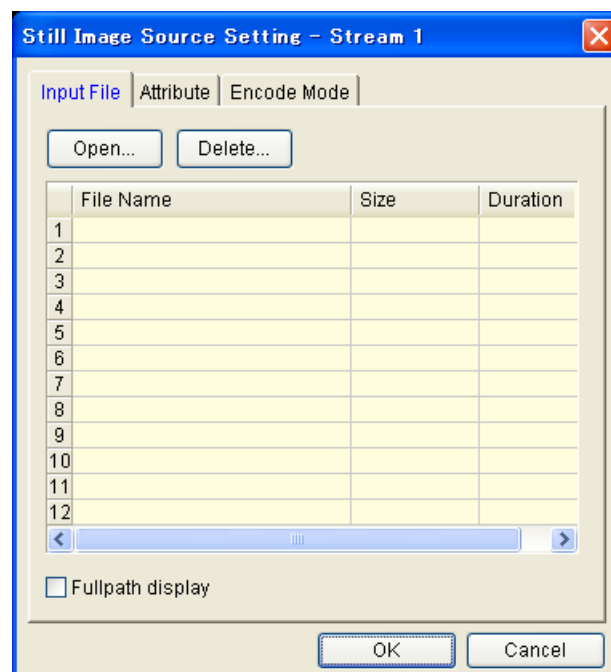 Still Image Source Setting - Stream 1
Input File Attribute Encode Mode
Open... Delete...
File Name Size Duration
1
2
3
4
5
6
7
8
9
10
11
12
Fullpath display
OK Cancel